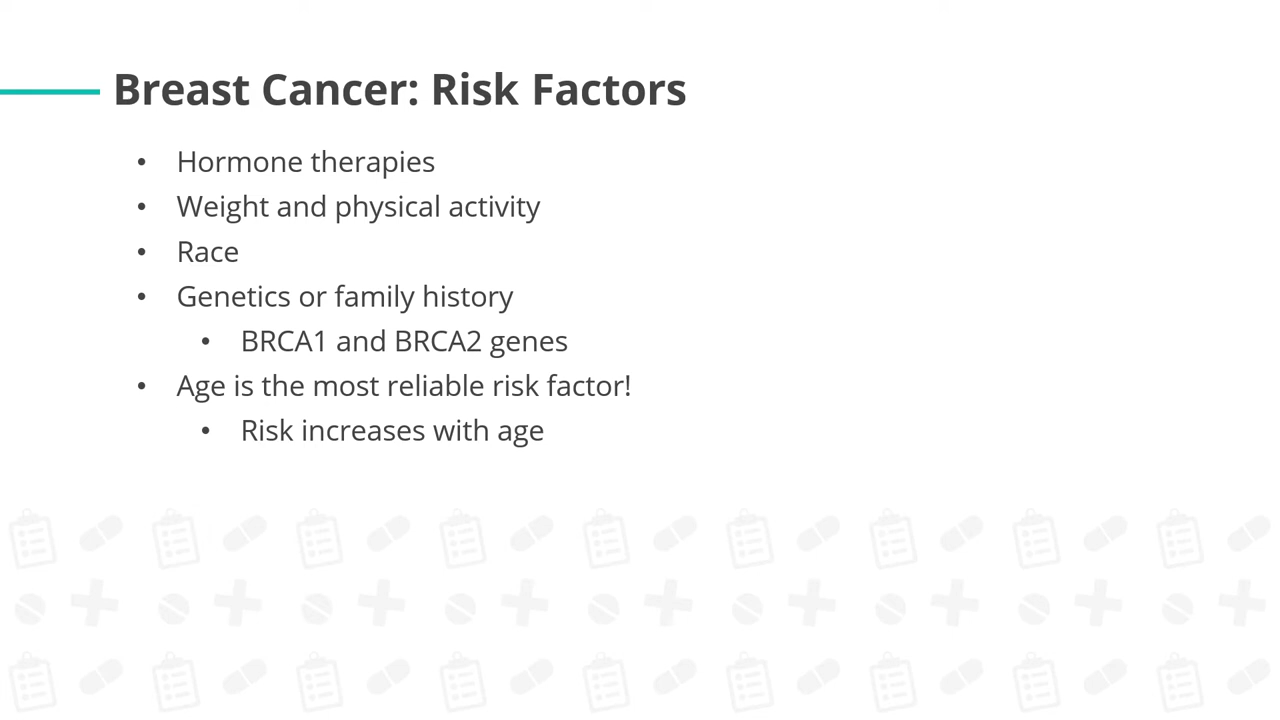 Breast Cancer: Risk Factors
• Hormone therapies
• Weight and physical activity
• Race
• Genetics or family history
• BRCA1 and BRCA2 genes
• Age is the most reliable risk factor!
• Risk increases with age